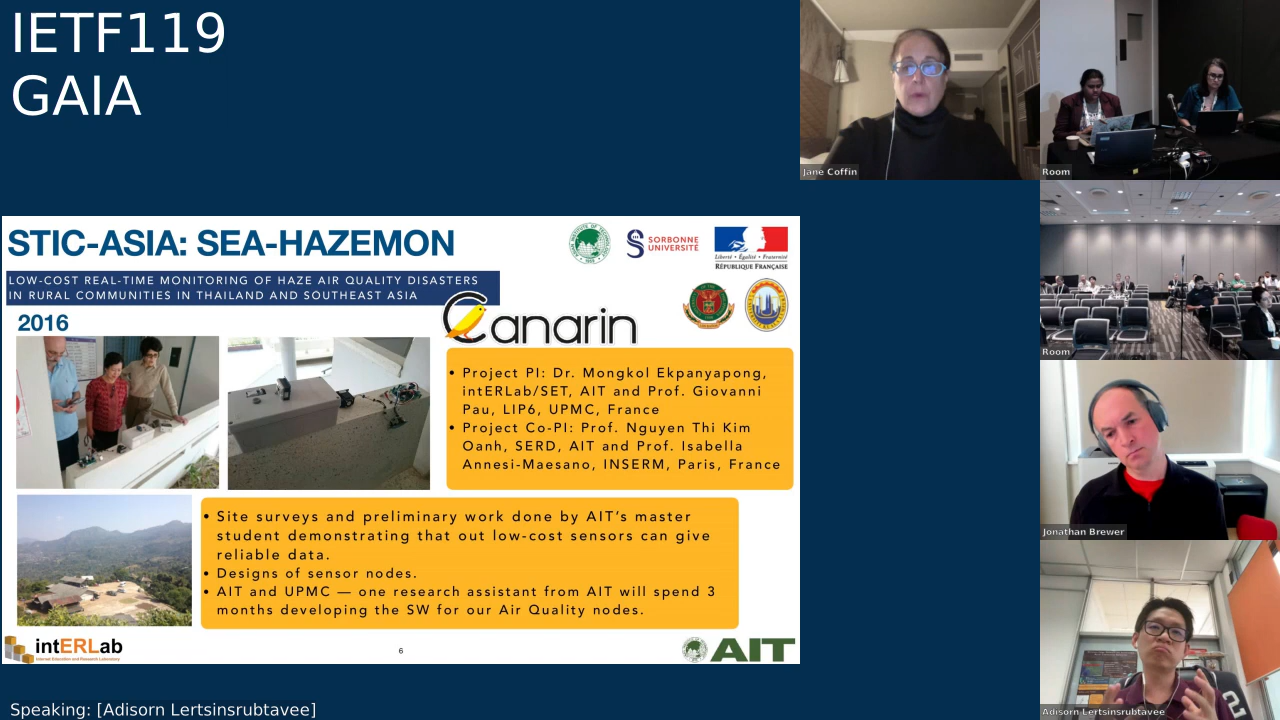 IETF119
GAIA
STIC-ASIA: SEA-HAZEMON
SORBONNE
UNIVERSITÉ
Liberté • Égalité • Fraternité
RÉPUBLIQUE FRANÇAISE
LOW-COST REAL-TIME MONITORING OF HAZE AIR QUALITY DISASTERS
IN RURAL COMMUNITIES IN THAILAND AND SOUTHEAST ASIA
2016
Canarin
• Project PI: Dr. Mongkol Ekpanyapong,
intERLab/SET, AIT and Prof. Giovanni
Pau, LIP6, UPMC, France
• Project Co-PI: Prof. Nguyen Thi Kim
Oanh, SERD, AIT and Prof. Isabella
Annesi-Maesano, INSERM, Paris, France
• Site surveys and preliminary work done by AIT's master
student demonstrating that out low-cost sensors can give
reliable data.
• Designs of sensor nodes.
• AIT and UPMC — one research assistant from AIT will spend 3
months developing the SW for our Air Quality nodes.
intERLab
Internet Education and Research Laboratory
6
AIT
Speaking: [Adisorn Lertsinsrubtavee]
Jane Coffin
Room
Room
Jonathan Brewer
Adisorn Lertsinsrubtavee